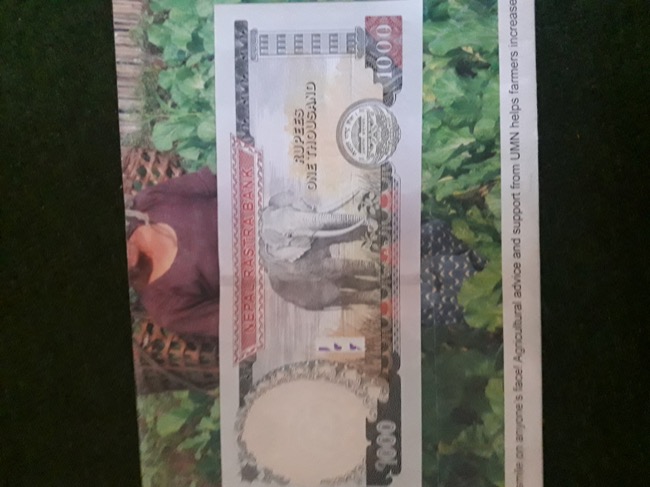 NEPAL RASTRA BANK
RUPEES
ONE THOUSAND
1000
1000
smile on anyone's face! Agricultural advice and support from UMN helps farmers increase